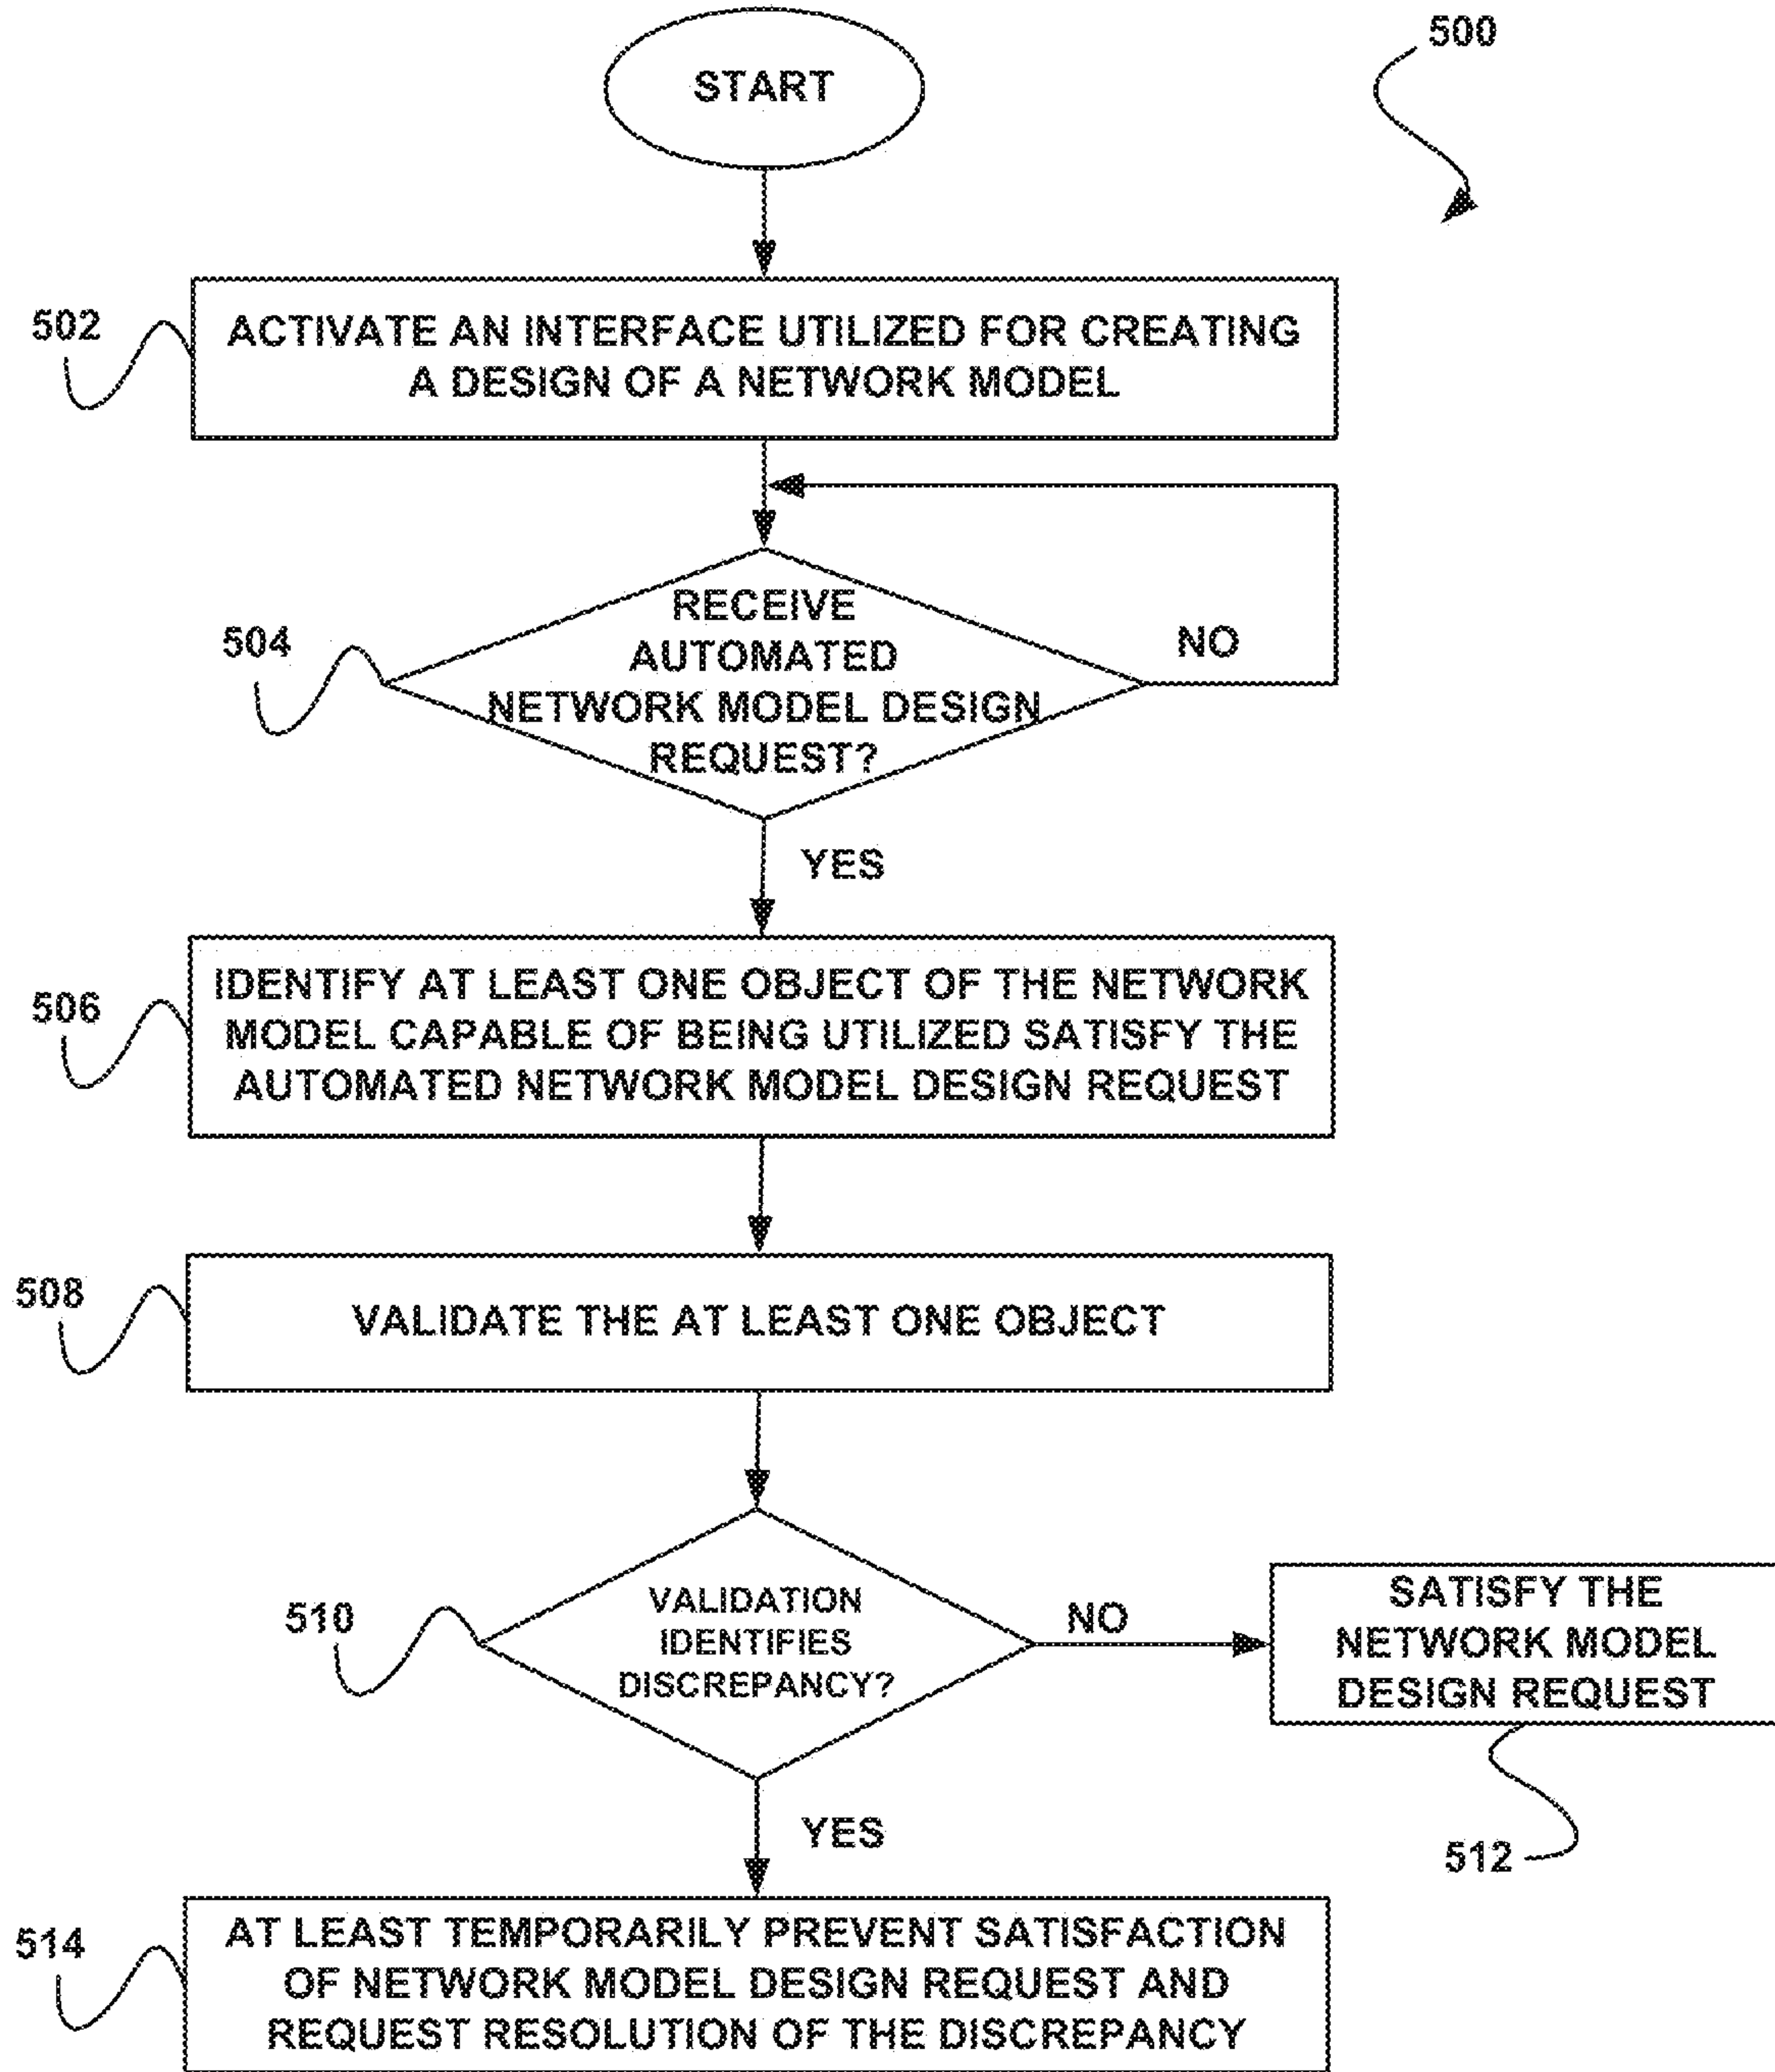 START
500
502
ACTIVATE AN INTERFACE UTILIZED FOR CREATING
A DESIGN OF A NETWORK MODEL
504
RECEIVE
AUTOMATED
NETWORK MODEL DESIGN
REQUEST?
NO
YES
506
IDENTIFY AT LEAST ONE OBJECT OF THE NETWORK
MODEL CAPABLE OF BEING UTILIZED SATISFY THE
AUTOMATED NETWORK MODEL DESIGN REQUEST
508
VALIDATE THE AT LEAST ONE OBJECT
510
VALIDATION
IDENTIFIES
DISCREPANCY?
NO
SATISFY THE
NETWORK MODEL
DESIGN REQUEST
512
YES
514
AT LEAST TEMPORARILY PREVENT SATISFACTION
OF NETWORK MODEL DESIGN REQUEST AND
REQUEST RESOLUTION OF THE DISCREPANCY